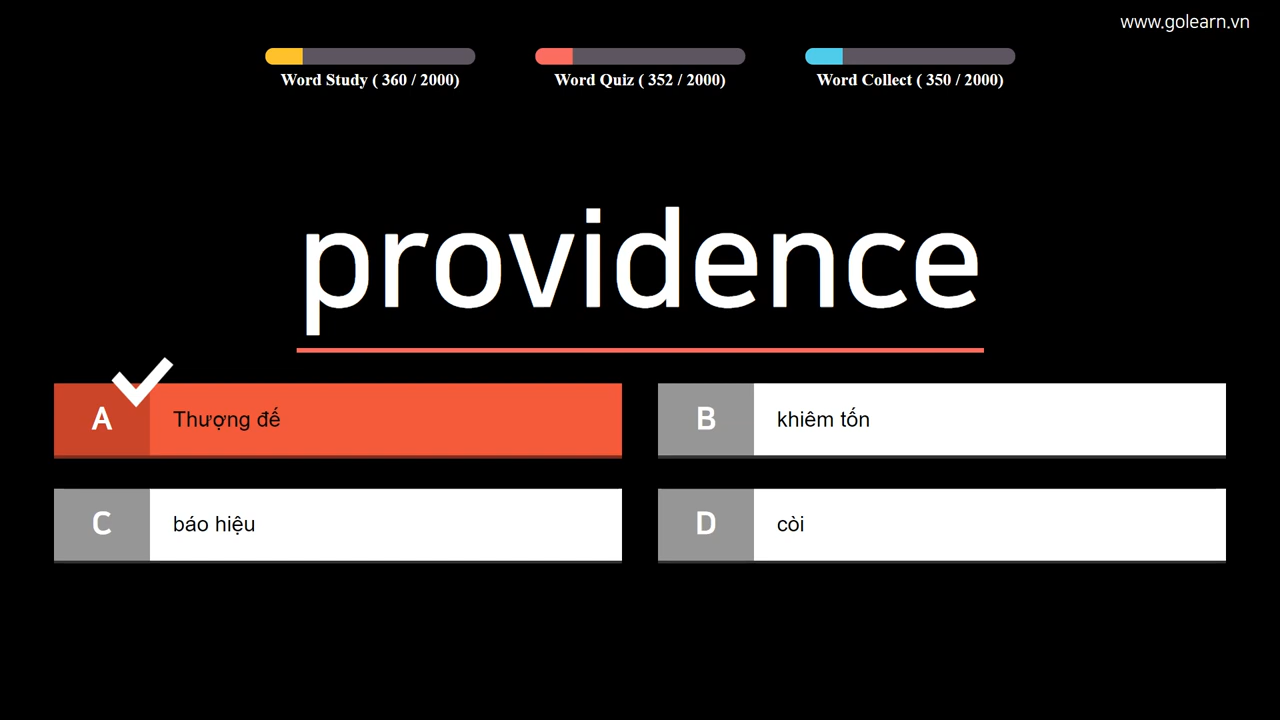 www.golearn.vn
Word Study ( 360 / 2000)
Word Quiz ( 352 / 2000)
Word Collect ( 350 / 2000)
providence
A Thượng đế
B khiêm tốn
C báo hiệu
D còi